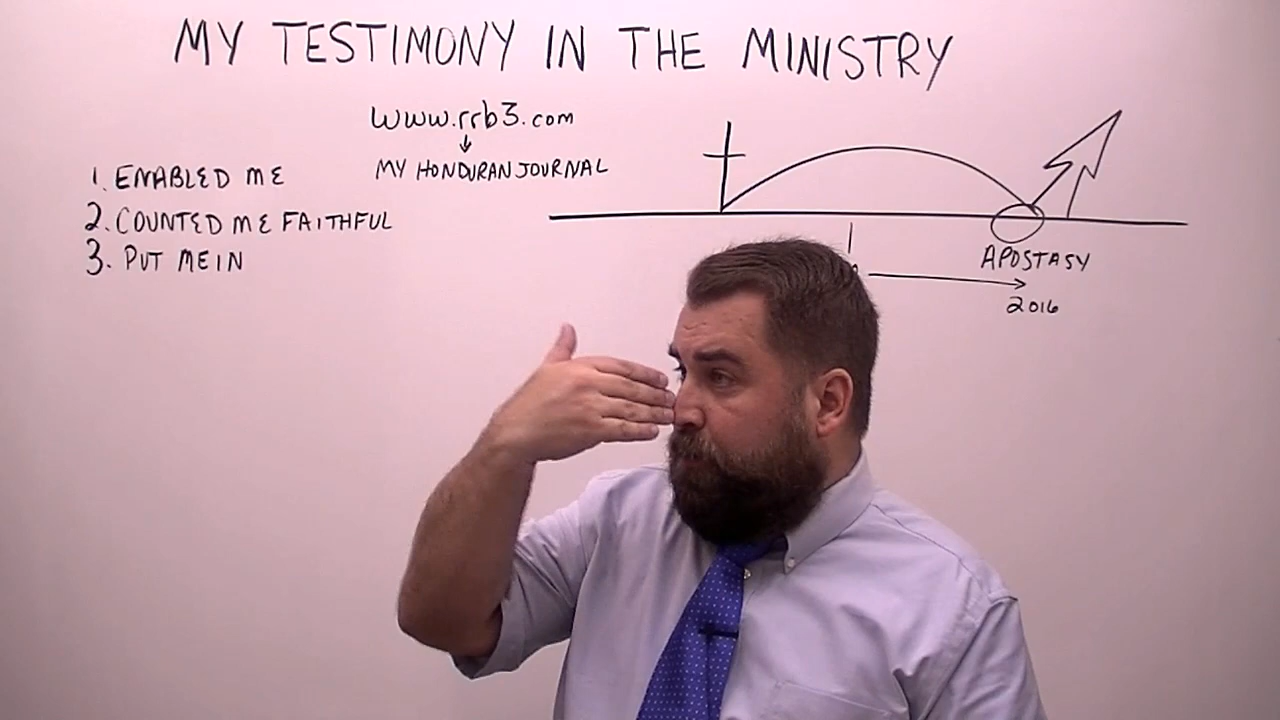 MY TESTIMONY IN THE MINISTRY
www.rrb3.com
MY HONDURAN JOURNAL
1. ENABLED ME
2. COUNTED ME FAITHFUL
3. PUT ME IN
APOSTASY
2016